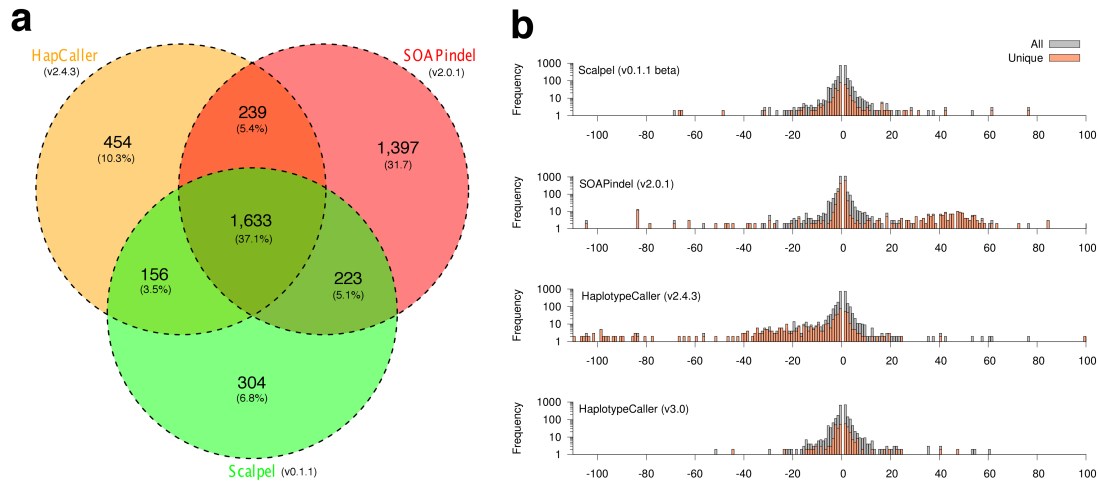 a
HapCaller
(v2.4.3)
SOAPindel
(v2.0.1)
239
(5.4%)
454
(10.3%)
1,397
(31.7)
1,633
(37.1%)
156
(3.5%)
223
(5.1%)
304
(6.8%)
Scalpel (v0.1.1)
b
All
Unique
Scalpel (v0.1.1 beta)
Frequency
1000
100
10
1
-100 -80 -60 -40 -20 0 20 40 60 80 100
SOAPindel (v2.0.1)
Frequency
1000
100
10
1
-100 -80 -60 -40 -20 0 20 40 60 80 100
HaplotypeCaller (v2.4.3)
Frequency
1000
100
10
1
-100 -80 -60 -40 -20 0 20 40 60 80 100
HaplotypeCaller (v3.0)
Frequency
1000
100
10
1
-100 -80 -60 -40 -20 0 20 40 60 80 100